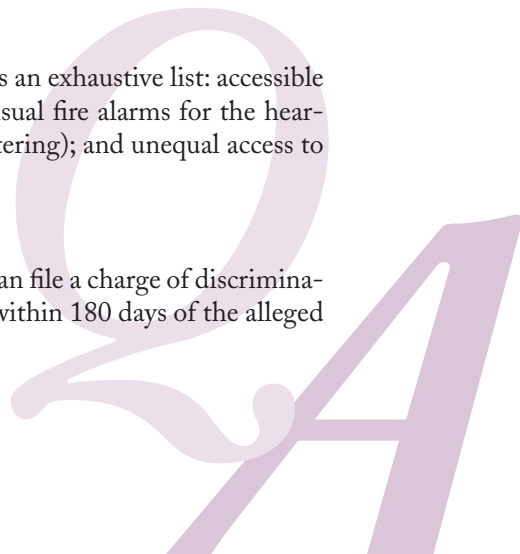 s an exhaustive list: accessible
sual fire alarms for the hear-
tering); and unequal access to
an file a charge of discrimina-
within 180 days of the alleged
Q
A